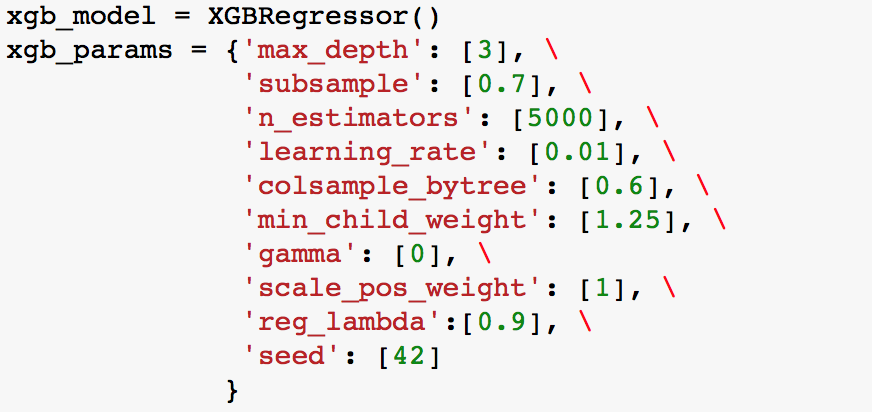 xgb_model = XGBRegressor()
xgb_params = {'max_depth': [3], \
              'subsample': [0.7], \
              'n_estimators': [5000], \
              'learning_rate': [0.01], \
              'colsample_bytree': [0.6], \
              'min_child_weight': [1.25], \
              'gamma': [0], \
              'scale_pos_weight': [1], \
              'reg_lambda':[0.9], \
              'seed': [42]
             }